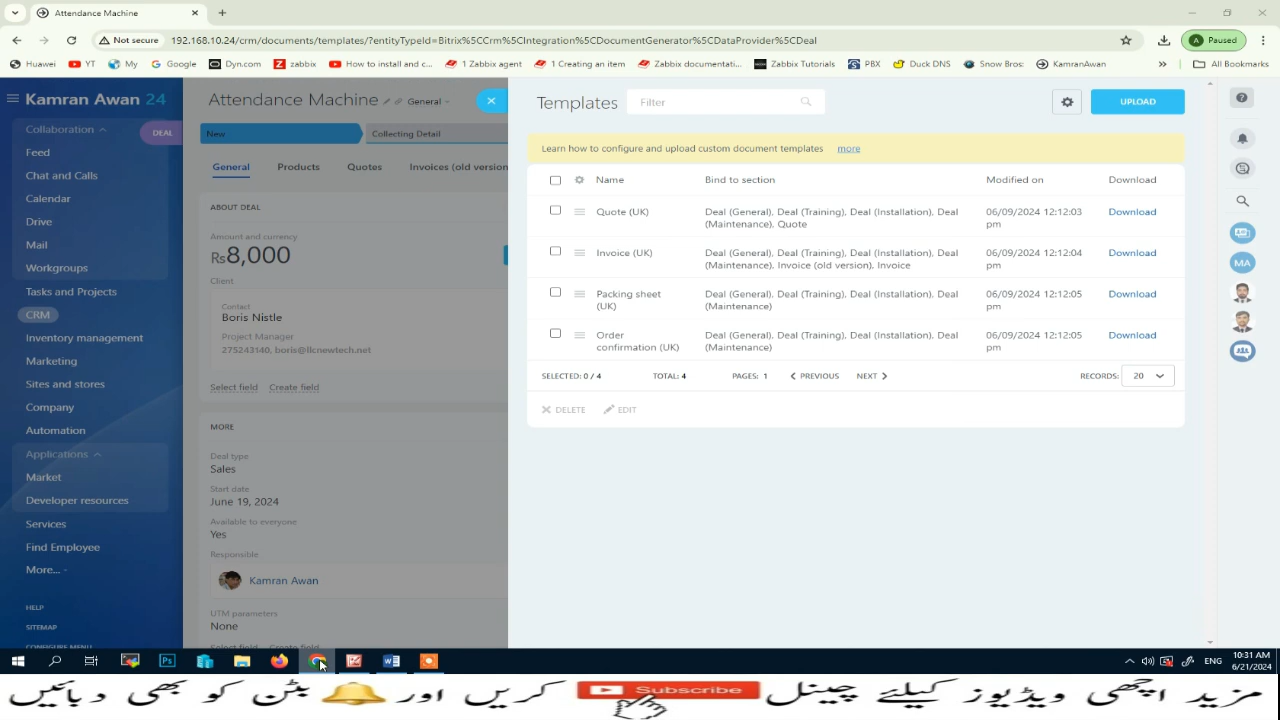 Attendance Machine
Not secure 192.168.10.24/crm/documents/templates/?entityTypeId=Bitrix%5CCrm%5CIntegration%5CDocumentGenerator%5CDataProvider%5CDeal
A Paused
Huawei YT My Google Dyn.com zabbix How to install and c... 1 Zabbix agent 1 Creating an item Zabbix documentati... Zabbix Tutorials PBX Duck DNS Snow Bros: KamranAwan » All Bookmarks
Kamran Awan 24
Collaboration
Feed
Chat and Calls
Calendar
Drive
Mail
Workgroups
Tasks and Projects
CRM
Inventory management
Marketing
Sites and stores
Company
Automation
Applications
Market
Developer resources
Services
Find Employee
More...
HELP
SITEMAP
CONFIGURE MENU
DEAL
Attendance Machine General
New Collecting Detail
General Products Quotes Invoices (old version
ABOUT DEAL
Amount and currency
₨8,000
Client
Contact
Boris Nistle
Project Manager
275243140, boris@llcnewtech.net
Select field Create field
MORE
Deal type
Sales
Start date
June 19, 2024
Available to everyone
Yes
Responsible
Kamran Awan
UTM parameters
None
Select field Create field
Templates Filter UPLOAD
Learn how to configure and upload custom document templates more
Name Bind to section Modified on Download
Quote (UK) Deal (General), Deal (Training), Deal (Installation), Deal 06/09/2024 12:12:03 Download
(Maintenance), Quote pm
Invoice (UK) Deal (General), Deal (Training), Deal (Installation), Deal 06/09/2024 12:12:04 Download
(Maintenance), Invoice (old version), Invoice pm
Packing sheet Deal (General), Deal (Training), Deal (Installation), Deal 06/09/2024 12:12:05 Download
(UK) (Maintenance) pm
Order Deal (General), Deal (Training), Deal (Installation), Deal 06/09/2024 12:12:05 Download
confirmation (UK) (Maintenance) pm
SELECTED: 0 / 4 TOTAL: 4 PAGES: 1 PREVIOUS NEXT RECORDS: 20
DELETE EDIT
MA
ENG
10:31 AM
6/21/2024
مزید اچھی ویڈیوز کیلئے چینل Subscribe کریں اور بٹن کو بھی دبائیں